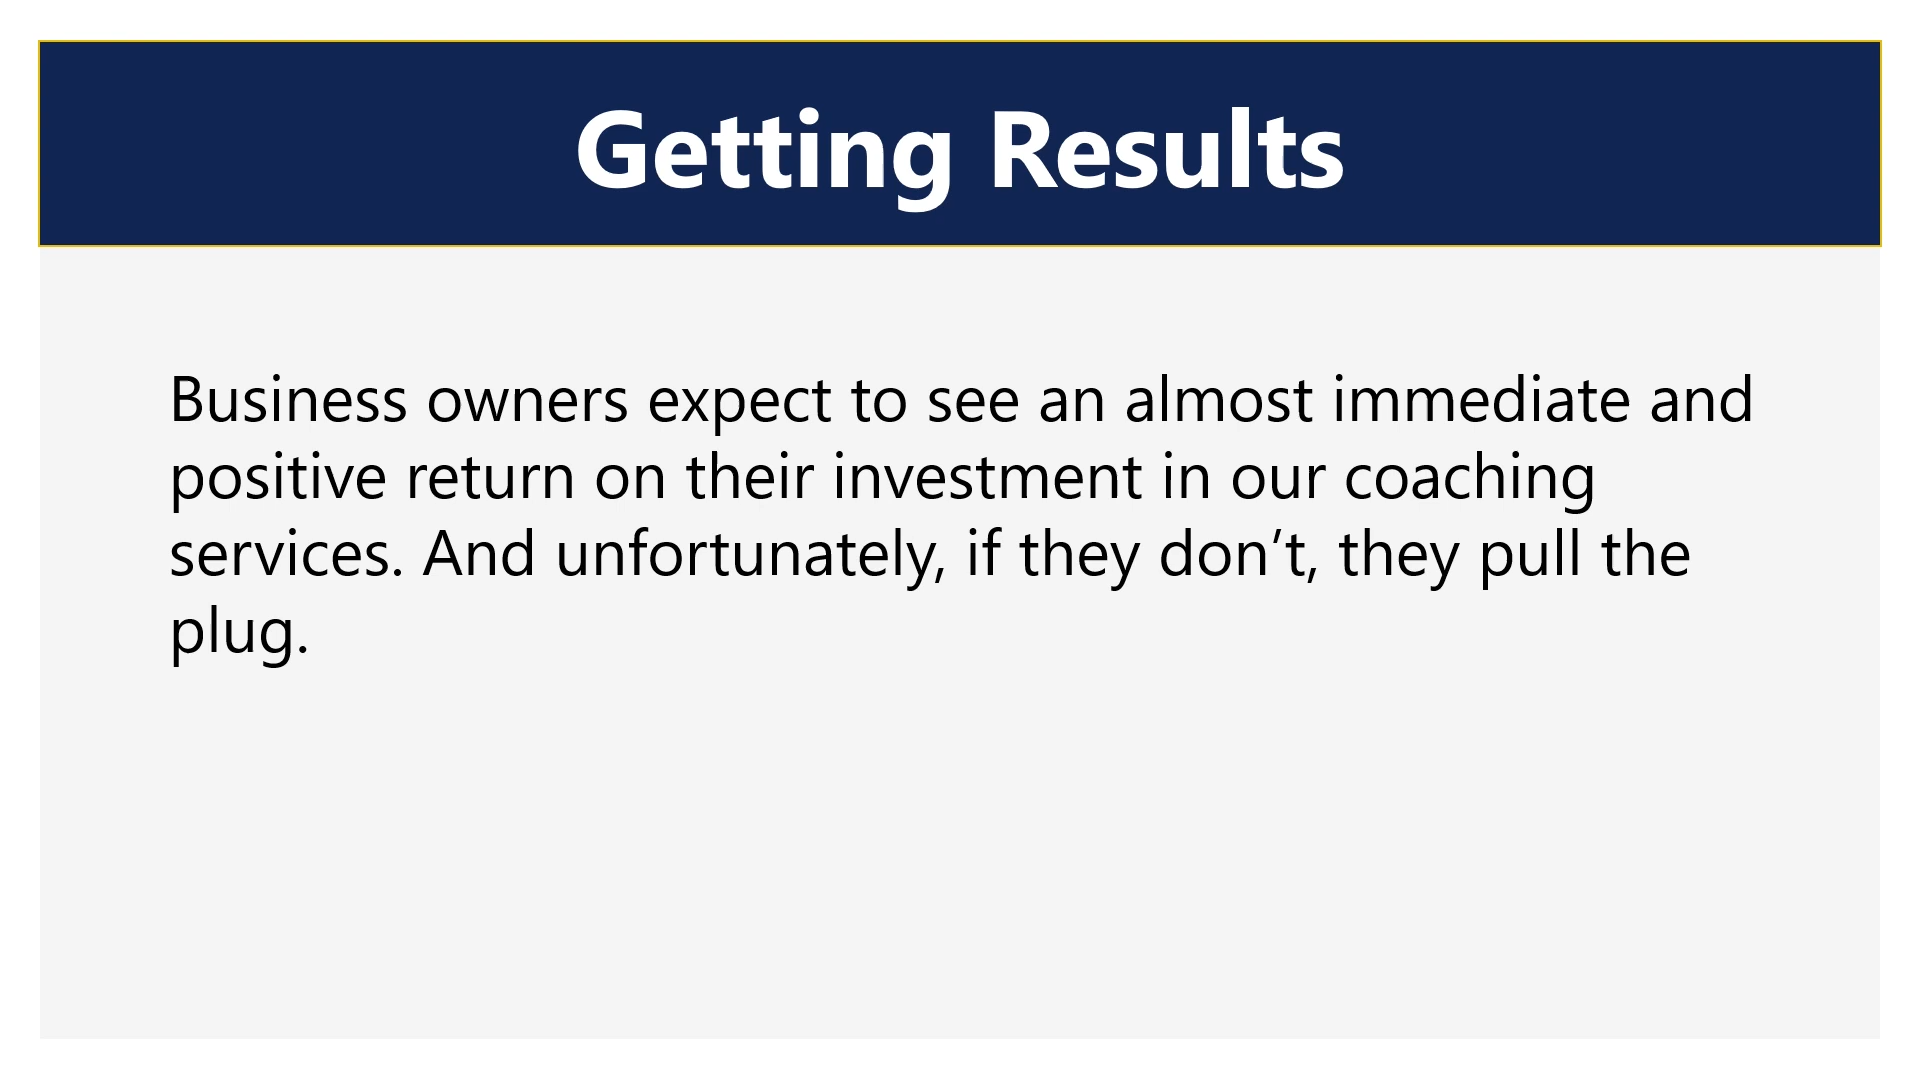 Getting Results
Business owners expect to see an almost immediate and
positive return on their investment in our coaching
services. And unfortunately, if they don’t, they pull the
plug.